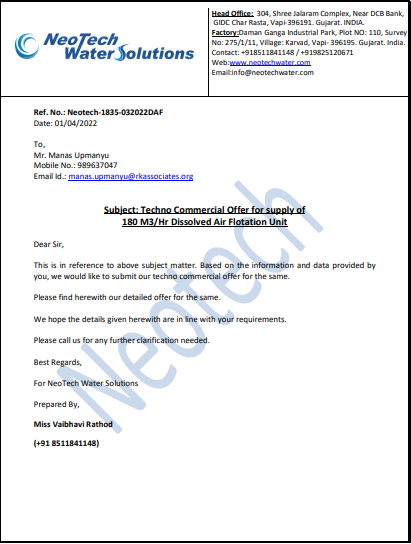 NeoTech
Water Solutions
Head Office: 304, Shree Jalaram Complex, Near DCB Bank,
GIDC Char Rasta, Vapi-396191. Gujarat. INDIA.
Factory:Daman Ganga Industrial Park, Plot NO: 110, Survey
No: 275/1/11, Village: Karvad, Vapi- 396195. Gujarat. India.
Contact: +918511841148 / +919825120671
Web:www.neotechwater.com
Email:info@neotechwater.com
Ref. No.: Neotech-1835-032022DAF
Date: 01/04/2022
To,
Mr. Manas Upmanyu
Mobile No.: 989637047
Email Id.: manas.upmanyu@rkassociates.org
Subject: Techno Commercial Offer for supply of
180 M3/Hr Dissolved Air Flotation Unit
Dear Sir,
This is in reference to above subject matter. Based on the information and data provided by
you, we would like to submit our techno commercial offer for the same.
Please find herewith our detailed offer for the same.
We hope the details given herewith are in line with your requirements.
Please call us for any further clarification needed.
Best Regards,
For NeoTech Water Solutions
Prepared By,
Miss Vaibhavi Rathod
(+91 8511841148)
Neotech